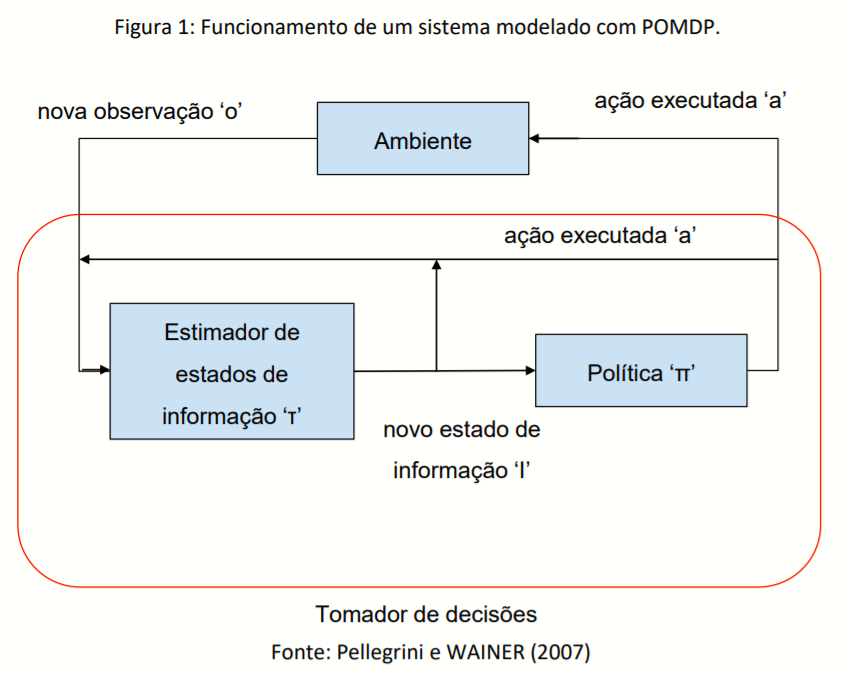 Figura 1: Funcionamento de um sistema modelado com POMDP.
nova observação ‘o’
ação executada ‘a’
Ambiente
ação executada ‘a’
Estimador de
estados de
informação ‘τ’
Política ‘π’
novo estado de
informação ‘I’
Tomador de decisões
Fonte: Pellegrini e WAINER (2007)